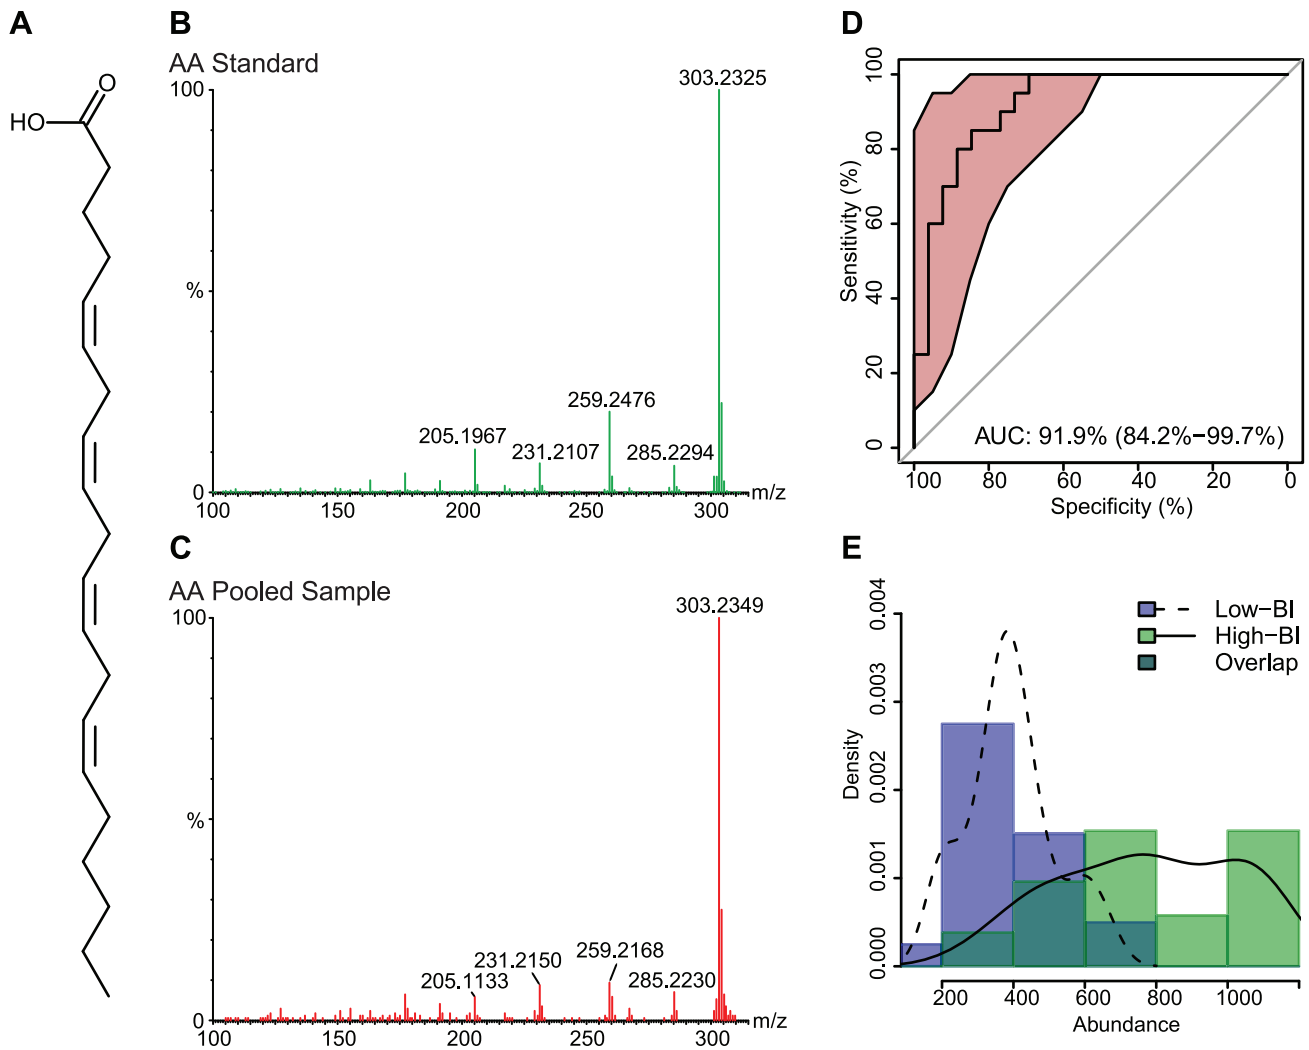 A
O
HO
B
AA Standard
100
%
0
303.2325
259.2476
205.1967
231.2107
285.2294
m/z
100
150
200
250
300
C
AA Pooled Sample
100
%
0
303.2349
259.2168
231.2150
205.1133
285.2230
m/z
100
150
200
250
300
D
Sensitivity (%)
100
80
60
40
20
0
AUC: 91.9% (84.2%−99.7%)
100
80
60
40
20
0
Specificity (%)
E
Density
0.004
0.003
0.002
0.001
0.000
Low−BI
High−BI
Overlap
200
400
600
800
1000
Abundance